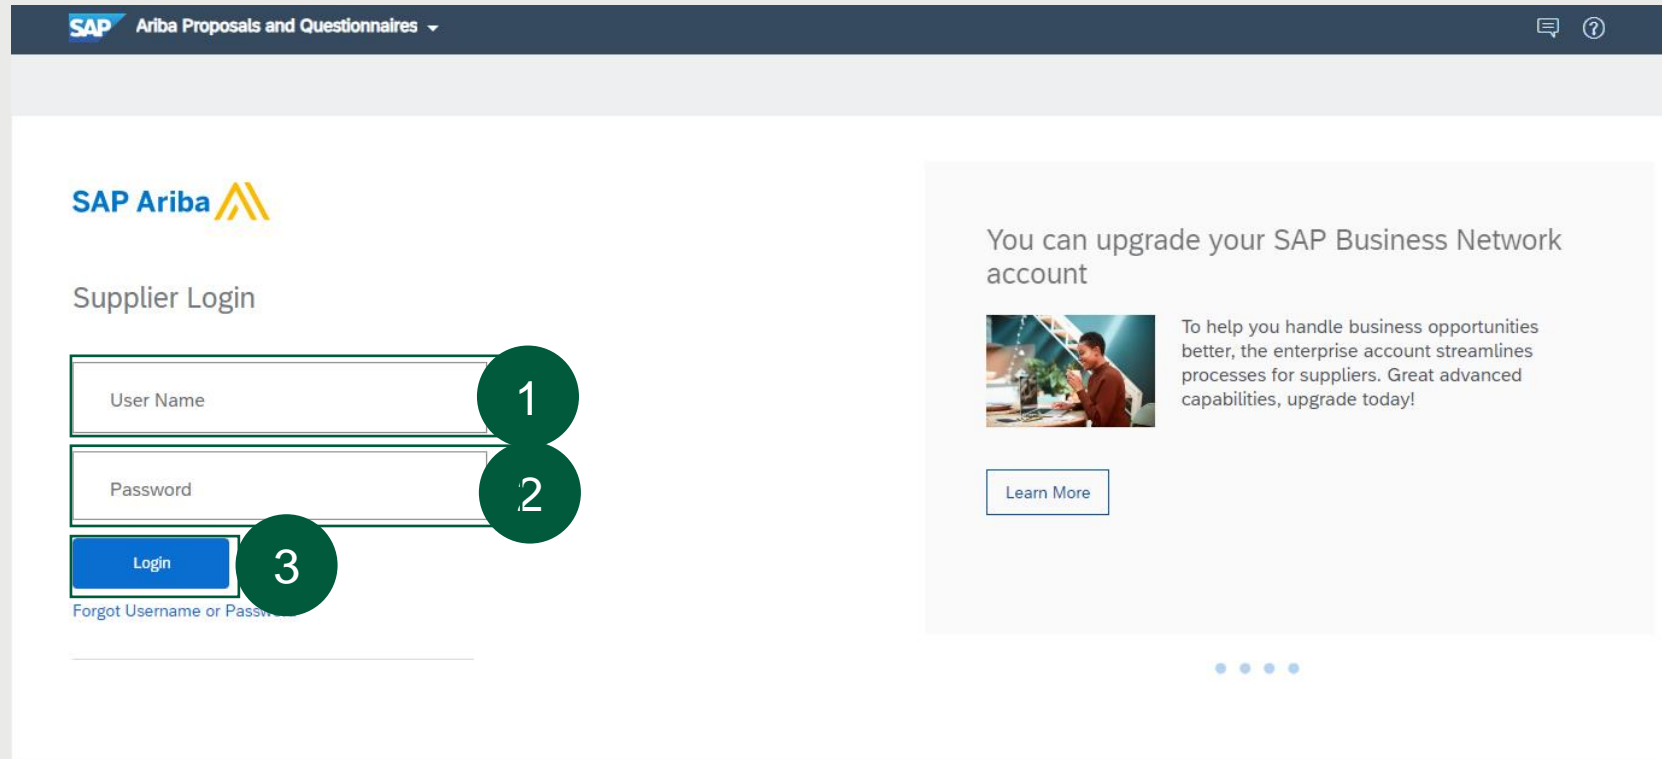 SAP Ariba Proposals and Questionnaires
SAP Ariba
Supplier Login
User Name
1
Password
2
Login
3
Forgot Username or
You can upgrade your SAP Business Network
account
To help you handle business opportunities
better, the enterprise account streamlines
processes for suppliers. Great advanced
capabilities, upgrade today!
Learn More